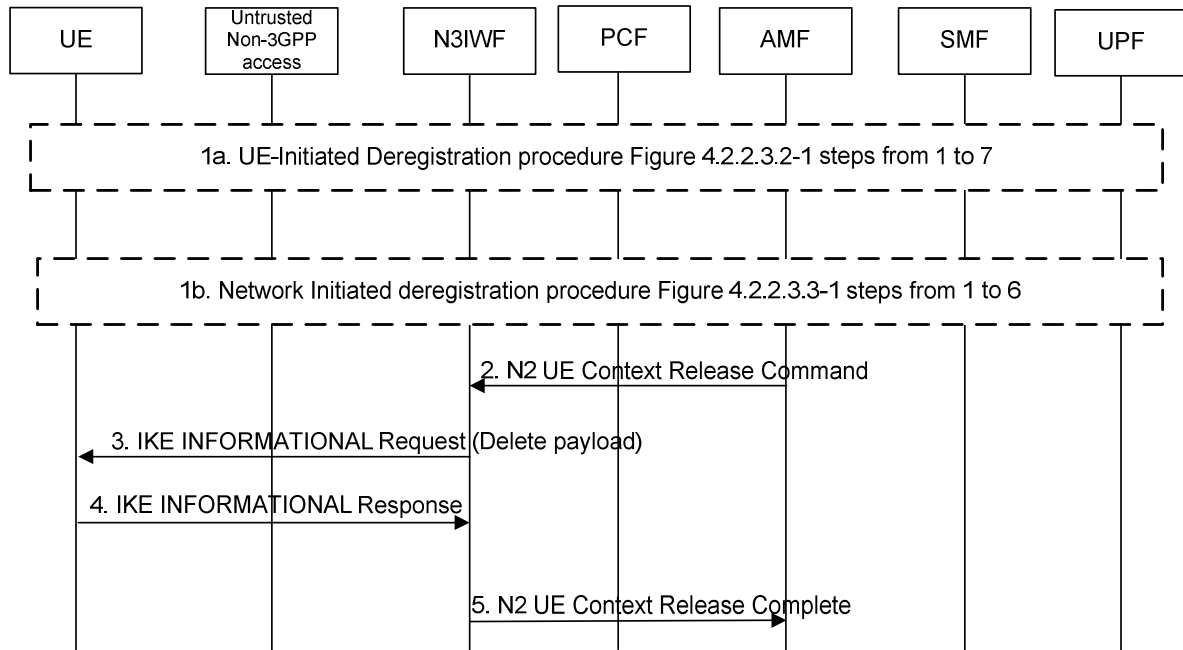 UE
Untrusted
Non-3GPP
access
N3IWF
PCF
AMF
SMF
UPF
1a. UE-Initiated Deregistration procedure Figure 4.2.2.3.2-1 steps from 1 to 7
1b. Network Initiated deregistration procedure Figure 4.2.2.3.3-1 steps from 1 to 6
2. N2 UE Context Release Command
3. IKE INFORMATIONAL Request (Delete payload)
4. IKE INFORMATIONAL Response
5. N2 UE Context Release Complete